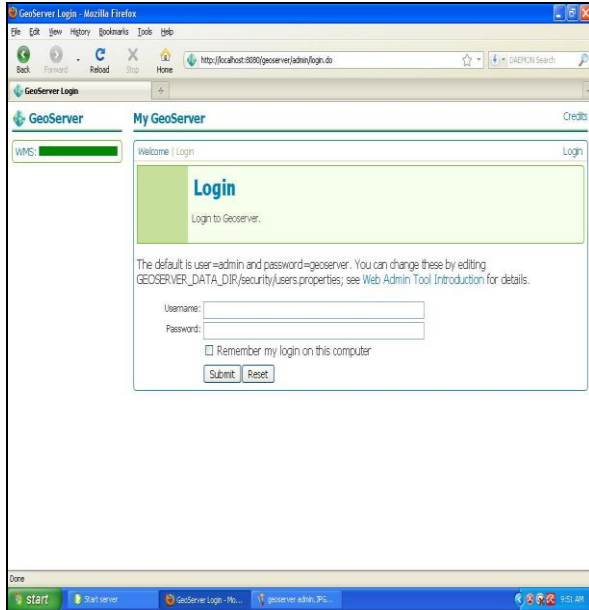 GeoServer Login - Mozilla Firefox
File Edit View History Bookmarks Tools Help
Back Forward Reload Stop Home
http://localhost:8080/geoserver/admin/login.do
DAEMON Search
GeoServer Login
GeoServer
My GeoServer
Credits
WMS:
Welcome | Login
Login
Login
Login to Geoserver.
The default is user=admin and password=geoserver. You can change these by editing
GEOSERVER_DATA_DIR/security/users.properties; see Web Admin Tool Introduction for details.
Username:
Password:
Remember my login on this computer
Submit Reset
Done
start
Start server
GeoServer Login - Mo...
geoserver admin.JPG...
9:51 AM